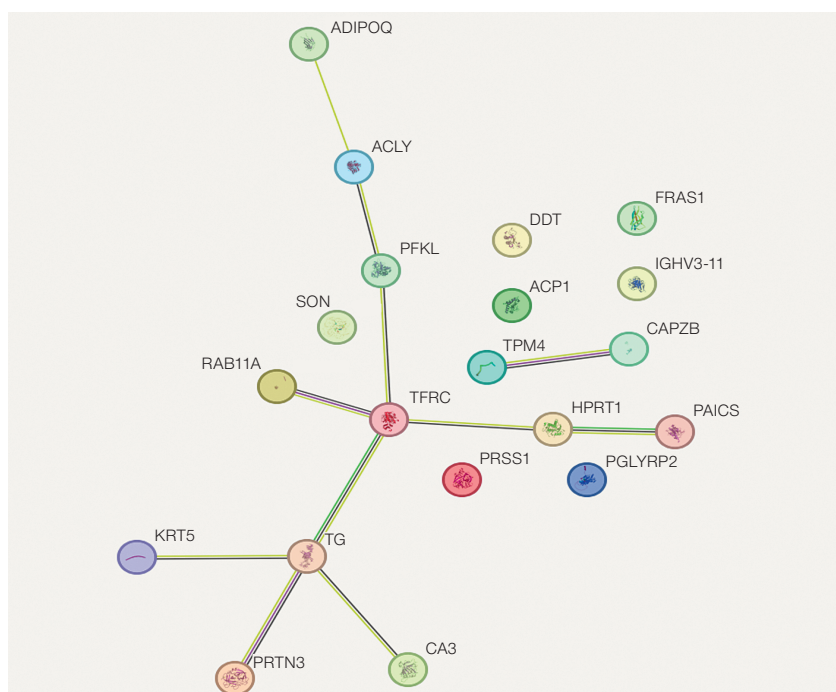 ADIPOQ
ACLY
FRAS1
DDT
PFKL
IGHV3-11
ACP1
SON
CAPZB
TPM4
RAB11A
TFRC
HPRT1
PAICS
PRSS1
PGLYRP2
KRT5
TG
CA3
PRTN3